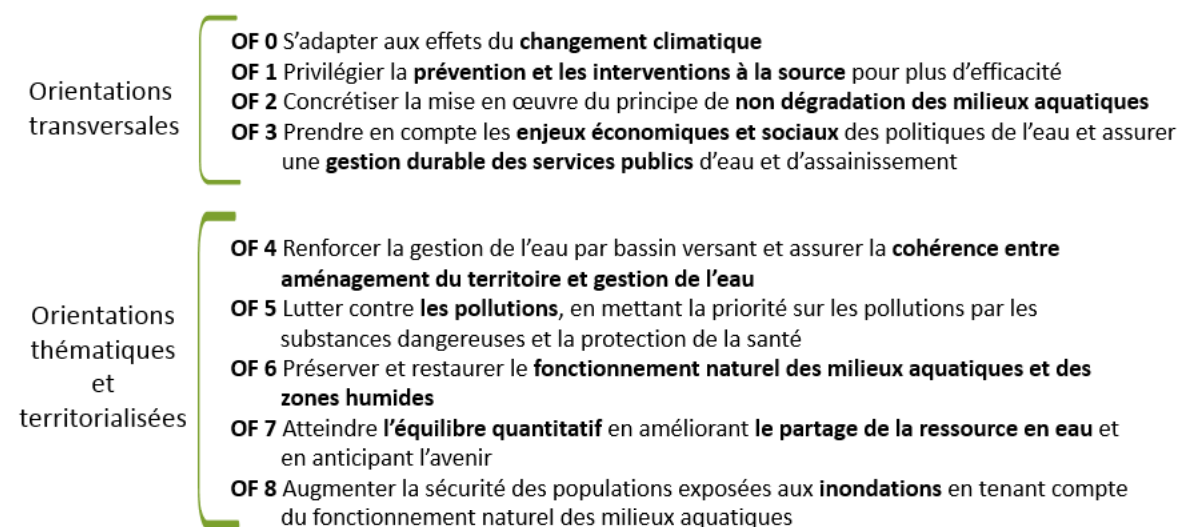 Orientations
transversales
OF 0 S’adapter aux effets du changement climatique
OF 1 Privilégier la prévention et les interventions à la source pour plus d’efficacité
OF 2 Concrétiser la mise en œuvre du principe de non dégradation des milieux aquatiques
OF 3 Prendre en compte les enjeux économiques et sociaux des politiques de l’eau et assurer
une gestion durable des services publics d’eau et d’assainissement
Orientations
thématiques
et
territorialisées
OF 4 Renforcer la gestion de l’eau par bassin versant et assurer la cohérence entre
aménagement du territoire et gestion de l’eau
OF 5 Lutter contre les pollutions, en mettant la priorité sur les pollutions par les
substances dangereuses et la protection de la santé
OF 6 Préserver et restaurer le fonctionnement naturel des milieux aquatiques et des
zones humides
OF 7 Atteindre l’équilibre quantitatif en améliorant le partage de la ressource en eau et
en anticipant l’avenir
OF 8 Augmenter la sécurité des populations exposées aux inondations en tenant compte
du fonctionnement naturel des milieux aquatiques